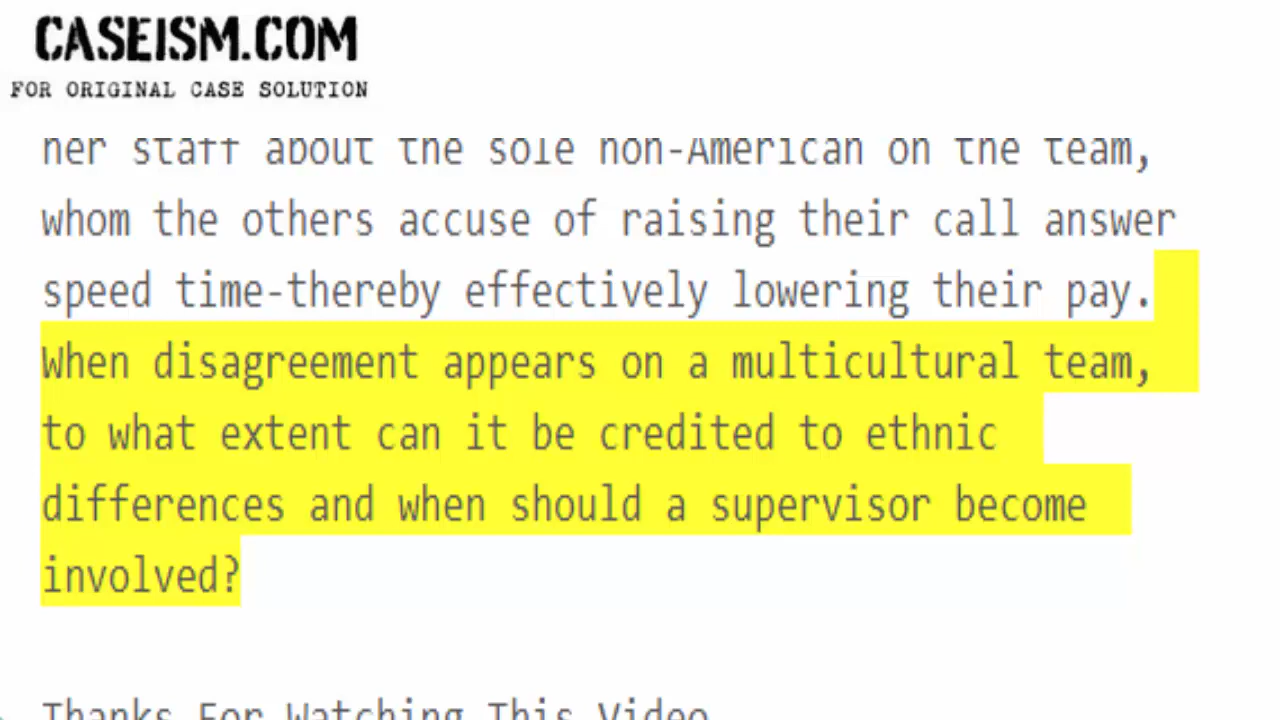 CASEISM.COM
FOR ORIGINAL CASE SOLUTION
her staff about the sole non-American on the team,
whom the others accuse of raising their call answer
speed time-thereby effectively lowering their pay.
When disagreement appears on a multicultural team,
to what extent can it be credited to ethnic
differences and when should a supervisor become
involved?
Thanks For Watching This Video